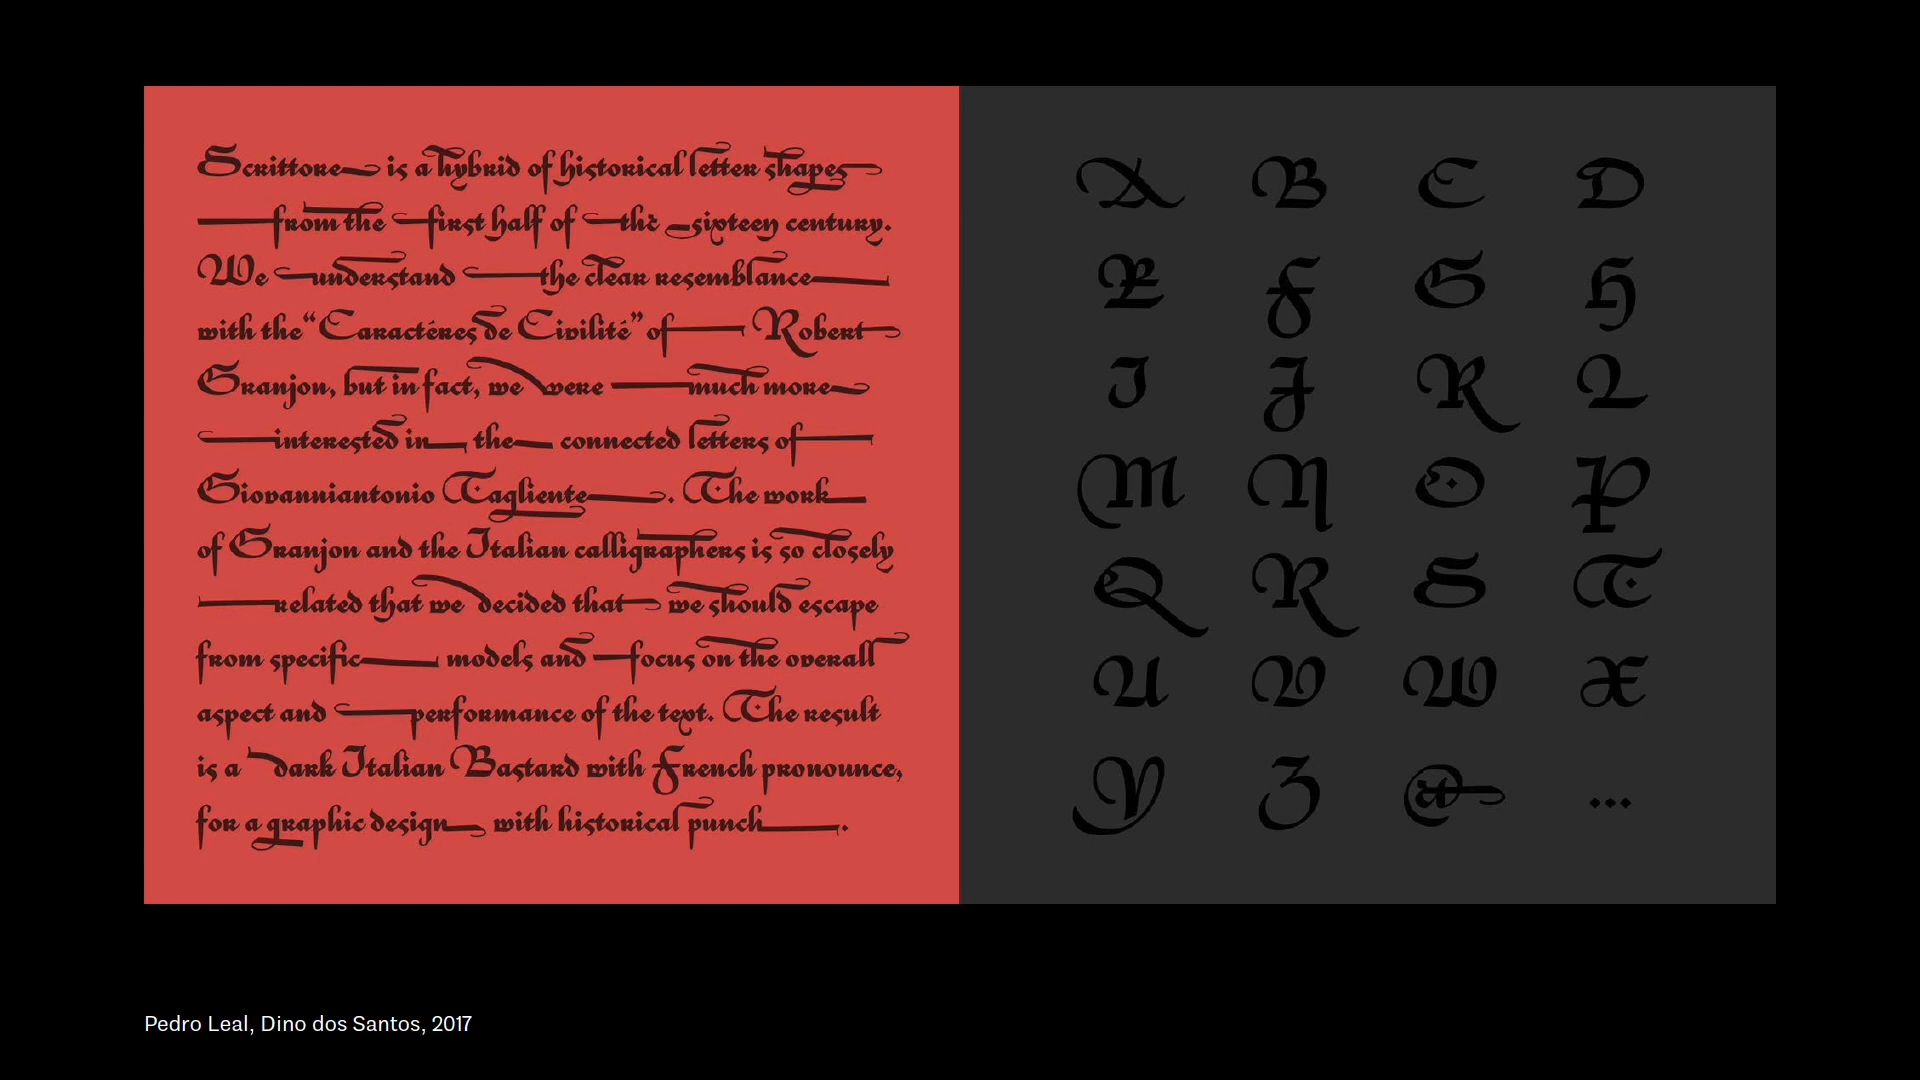 Scrittore is a hybrid of historical letter shapes
from the first half of the sixteen century.
We understand the clear resemblance
with the “Caractéres de Civilité” of Robert
Granjon, but in fact, we were much more
interested in the connected letters of
Giovanniantonio Tagliente. The work
of Granjon and the Italian calligraphers is so closely
related that we decided that we should escape
from specific models and focus on the overall
aspect and performance of the text. The result
is a dark Italian Bastard with French pronounce,
for a graphic design with historical punch.
A B C D
E F G H
I J K L
M N O P
Q R S T
U V W X
Y Z & ...
Pedro Leal, Dino dos Santos, 2017